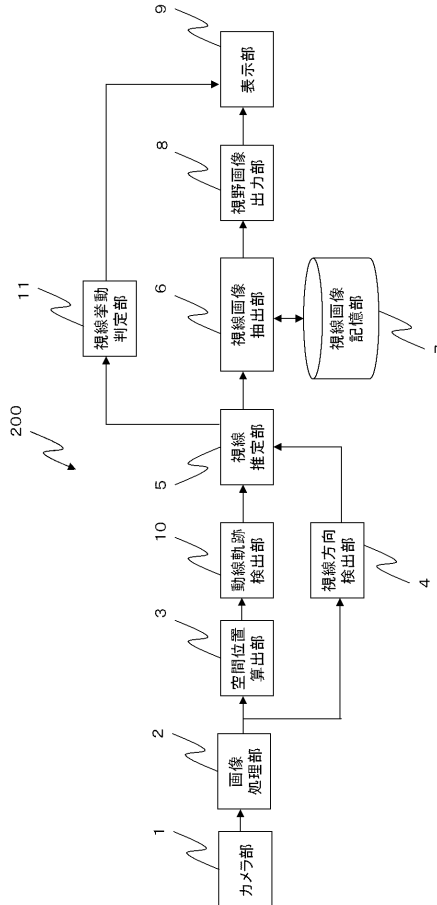 200
1
カメラ部
2
画像
処理部
3
空間位置
算出部
10
動線軌跡
検出部
4
視線方向
検出部
5
視線
推定部
11
視線挙動
判定部
6
視線画像
抽出部
7
視線画像
記憶部
8
視野画像
出力部
9
表示部